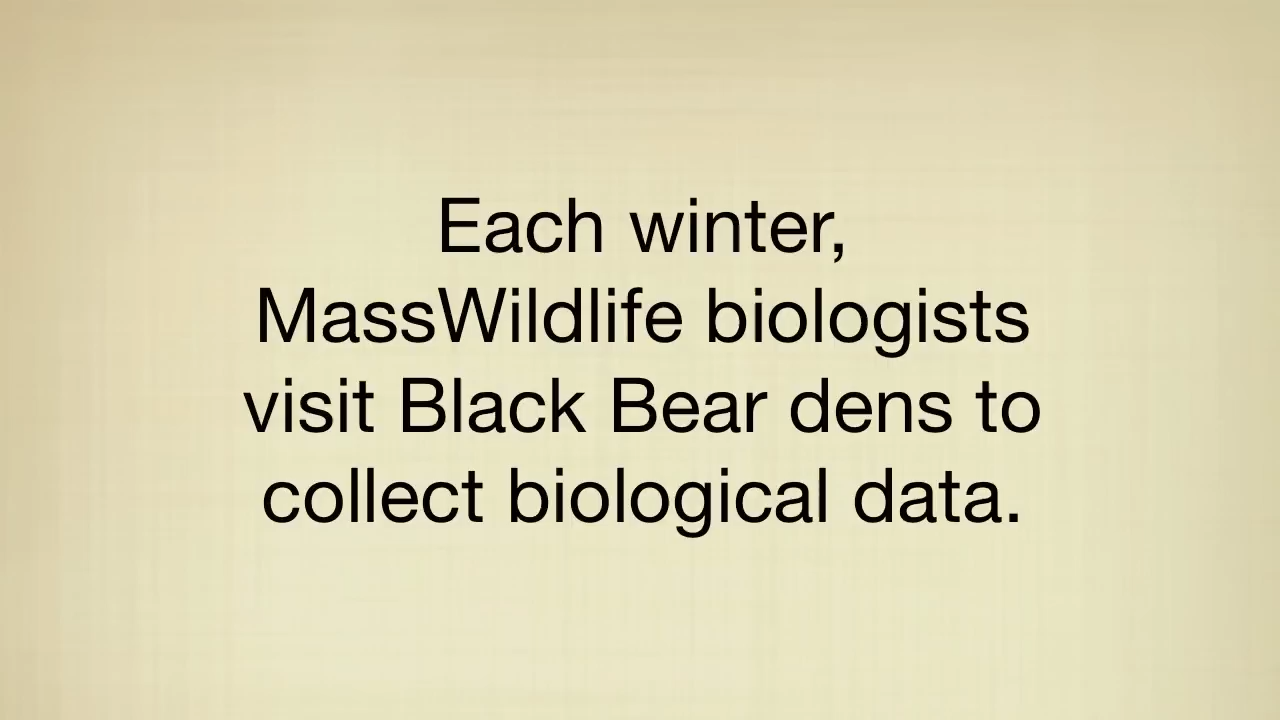 Each winter,
MassWildlife biologists
visit Black Bear dens to
collect biological data.